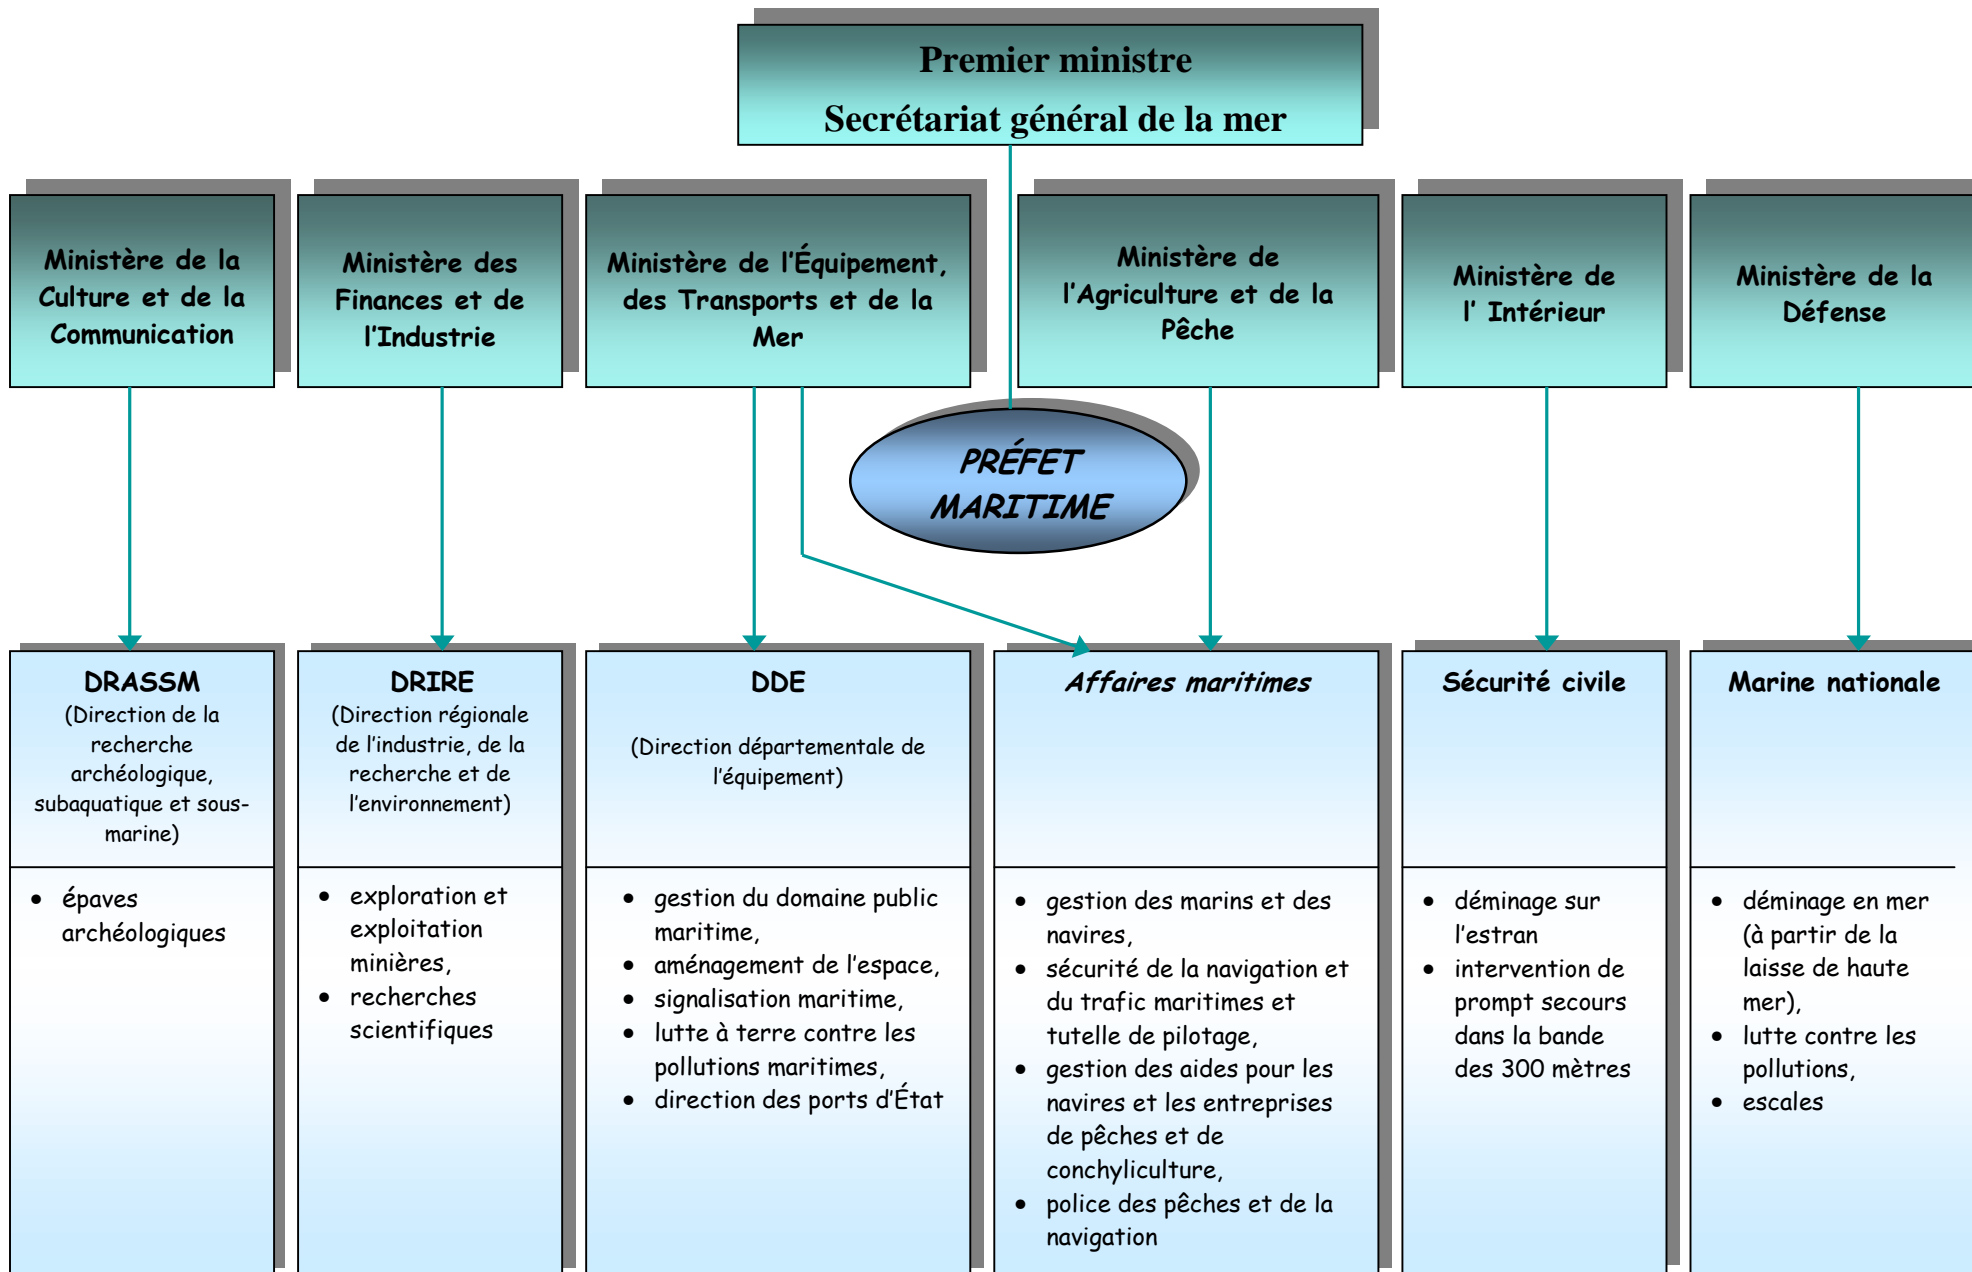 Premier ministre
Secrétariat général de la mer
Ministère de la
Culture et de la
Communication
Ministère des
Finances et de
l'Industrie
Ministère de l'Équipement,
des Transports et de la
Mer
Ministère de
l'Agriculture et de la
Pêche
Ministère de
l' Intérieur
Ministère de la
Défense
PRÉFET
MARITIME
DRASSM
(Direction de la
recherche
archéologique,
subaquatique et sous-
marine)
• épaves
archéologiques
DRIRE
(Direction régionale
de l'industrie, de la
recherche et de
l'environnement)
• exploration et
exploitation
minières,
• recherches
scientifiques
DDE
(Direction départementale de
l'équipement)
• gestion du domaine public
maritime,
• aménagement de l'espace,
• signalisation maritime,
• lutte à terre contre les
pollutions maritimes,
• direction des ports d'État
Affaires maritimes
• gestion des marins et des
navires,
• sécurité de la navigation et
du trafic maritimes et
tutelle de pilotage,
• gestion des aides pour les
navires et les entreprises
de pêches et de
conchyliculture,
• police des pêches et de la
navigation
Sécurité civile
• déminage sur
l'estran
• intervention de
prompt secours
dans la bande
des 300 mètres
Marine nationale
• déminage en mer
(à partir de la
laisse de haute
mer),
• lutte contre les
pollutions,
• escales